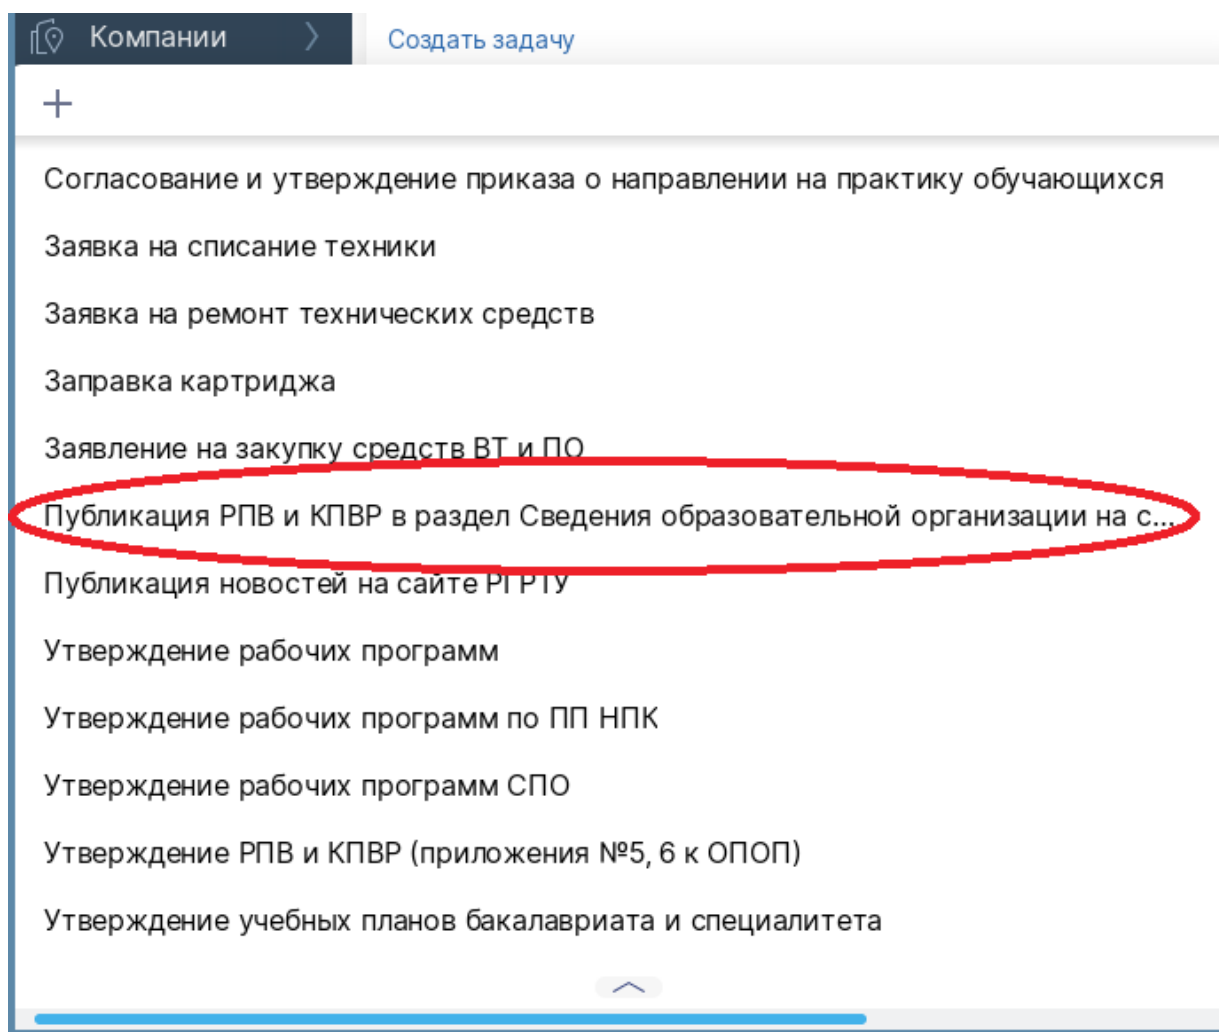 Компании
Создать задачу
Согласование и утверждение приказа о направлении на практику обучающихся
Заявка на списание техники
Заявка на ремонт технических средств
Заправка картриджа
Заявление на закупку средств ВТ и ПО
Публикация РПВ и КПВР в раздел Сведения образовательной организации на с...
Публикация новостей на сайте РГРТУ
Утверждение рабочих программ
Утверждение рабочих программ по ПП НПК
Утверждение рабочих программ СПО
Утверждение РПВ и КПВР (приложения №5, 6 к ОПОП)
Утверждение учебных планов бакалавриата и специалитета